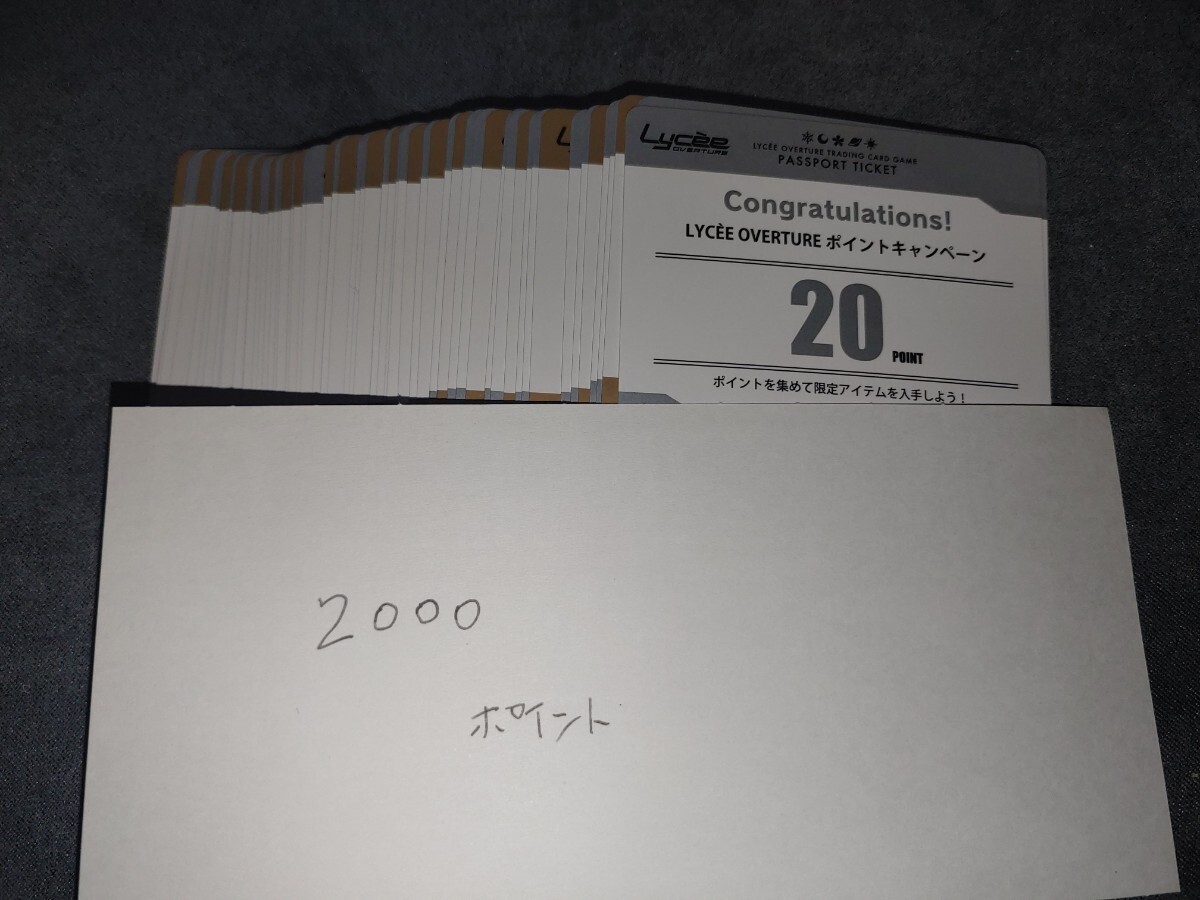 Lycèe
OVERTURE
LYCÈE OVERTURE TRADING CARD GAME
PASSPORT TICKET
Congratulations!
LYCÈE OVERTURE ポイントキャンペーン
20 POINT
ポイントを集めて限定アイテムを入手しよう!
2000
ポイント